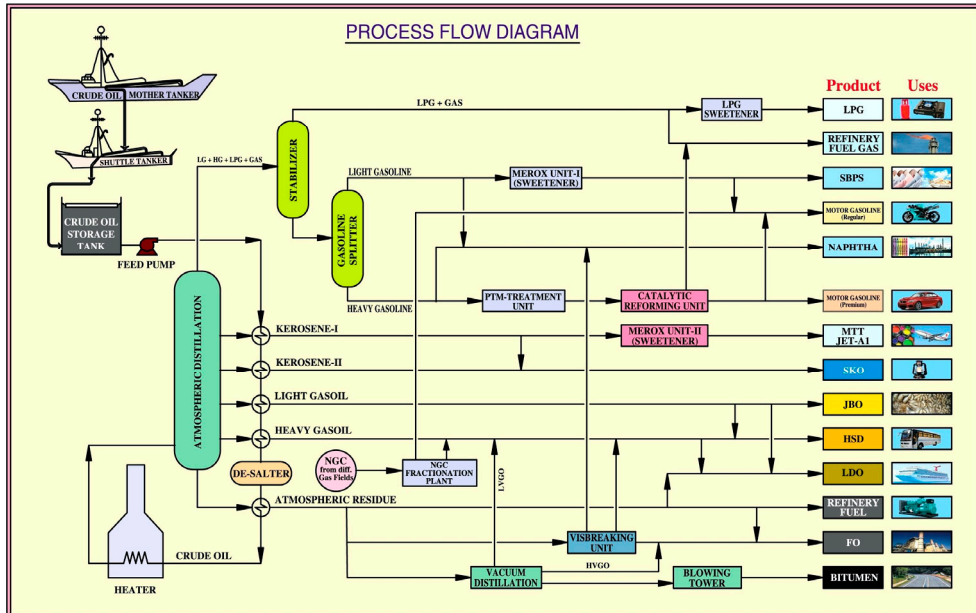 PROCESS FLOW DIAGRAM
CRUDE OIL MOTHER TANKER
SHUTTLE TANKER
CRUDE OIL
STORAGE
TANK
FEED PUMP
LG + HG + LPG + GAS
ATMOSPHERIC DISTILLATION
HEATER
CRUDE OIL
DE-SALTER
STABILIZER
GASOLINE
SPLITTER
LPG + GAS
LIGHT GASOLINE
HEAVY GASOLINE
KEROSENE-I
KEROSENE-II
LIGHT GASOIL
HEAVY GASOIL
ATMOSPHERIC RESIDUE
NGC
from diff.
Gas Fields
NGC
FRACTIONATION
PLANT
LVGO
HVGO
LPG
SWEETENER
MEROX UNIT-I
(SWEETENER)
PTM-TREATMENT
UNIT
CATALYTIC
REFORMING UNIT
MEROX UNIT-II
(SWEETENER)
VISBREAKING
UNIT
VACUUM
DISTILLATION
BLOWING
TOWER
Product
Uses
LPG
REFINERY
FUEL GAS
SBPS
MOTOR GASOLINE
(Regular)
NAPHTHA
MOTOR GASOLINE
(Premium)
MTT
JET-A1
SKO
JBO
HSD
LDO
REFINERY
FUEL
FO
BITUMEN